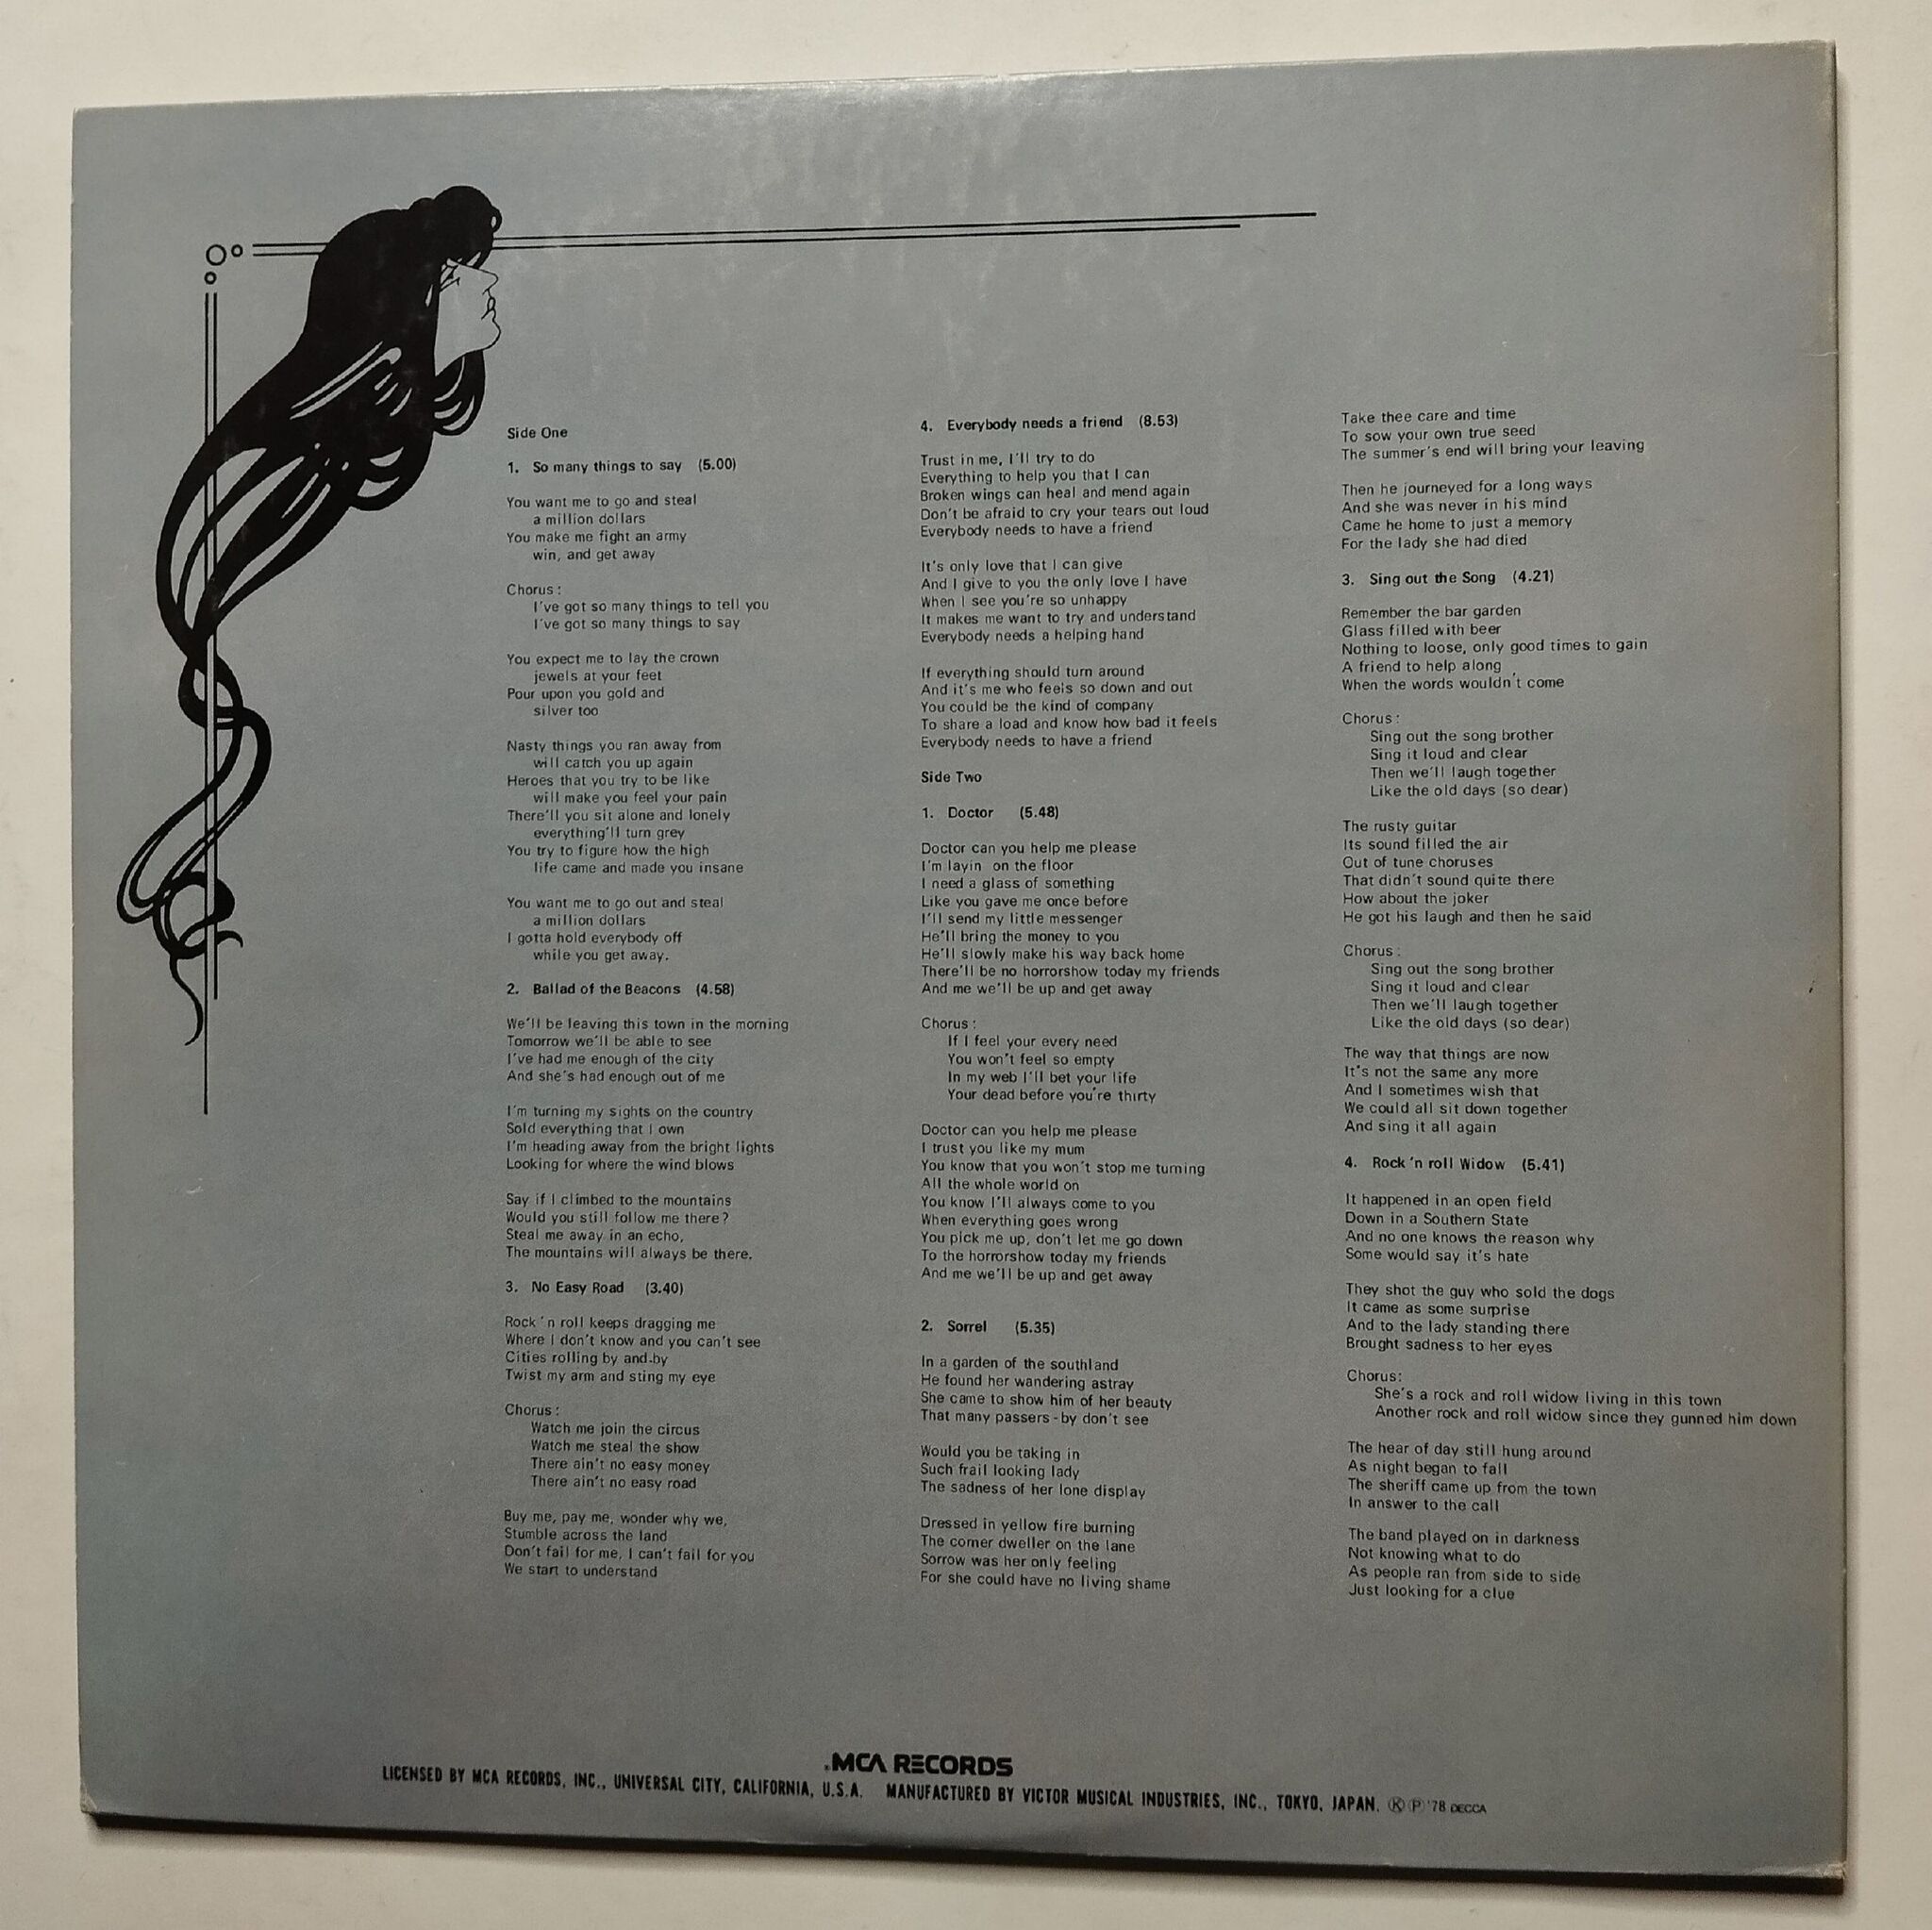 Side One
1. So many things to say (5.00)
You want me to go and steal
a million dollars
You make me fight an army
win, and get away
Chorus :
I've got so many things to tell you
I've got so many things to say
You expect me to lay the crown
jewels at your feet
Pour upon you gold and
silver too
Nasty things you ran away from
will catch you up again
Heroes that you try to be like
will make you feel your pain
There'll you sit alone and lonely
everything'll turn grey
You try to figure how the high
life came and made you insane
You want me to go out and steal
a million dollars
I gotta hold everybody off
while you get away.
2. Ballad of the Beacons (4.58)
We'll be leaving this town in the morning
Tomorrow we'll be able to see
I've had me enough of the city
And she's had enough out of me
I'm turning my sights on the country
Sold everything that I own
I'm heading away from the bright lights
Looking for where the wind blows
Say if I climbed to the mountains
Would you still follow me there?
Steal me away in an echo,
The mountains will always be there.
3. No Easy Road (3.40)
Rock 'n roll keeps dragging me
Where I don't know and you can't see
Cities rolling by and-by
Twist my arm and sting my eye
Chorus :
Watch me join the circus
Watch me steal the show
There ain't no easy money
There ain't no easy road
Buy me, pay me, wonder why we,
Stumble across the land
Don't fail for me, I can't fail for you
We start to understand
4. Everybody needs a friend (8.53)
Trust in me, I'll try to do
Everything to help you that I can
Broken wings can heal and mend again
Don't be afraid to cry your tears out loud
Everybody needs to have a friend
It's only love that I can give
And I give to you the only love I have
When I see you're so unhappy
It makes me want to try and understand
Everybody needs a helping hand
If everything should turn around
And it's me who feels so down and out
You could be the kind of company
To share a load and know how bad it feels
Everybody needs to have a friend
Side Two
1. Doctor (5.48)
Doctor can you help me please
I'm layin on the floor
I need a glass of something
Like you gave me once before
I'll send my little messenger
He'll bring the money to you
He'll slowly make his way back home
There'll be no horrorshow today my friends
And me we'll be up and get away
Chorus :
If I feel your every need
You won't feel so empty
In my web I'll bet your life
Your dead before you're thirty
Doctor can you help me please
I trust you like my mum
You know that you won't stop me turning
All the whole world on
You know I'll always come to you
When everything goes wrong
You pick me up, don't let me go down
To the horrorshow today my friends
And me we'll be up and get away
2. Sorrel (5.35)
In a garden of the southland
He found her wandering astray
She came to show him of her beauty
That many passers-by don't see
Would you be taking in
Such frail looking lady
The sadness of her lone display
Dressed in yellow fire burning
The corner dweller on the lane
Sorrow was her only feeling
For she could have no living shame
Take thee care and time
To sow your own true seed
The summer's end will bring your leaving
Then he journeyed for a long ways
And she was never in his mind
Came he home to just a memory
For the lady she had died
3. Sing out the Song (4.21)
Remember the bar garden
Glass filled with beer
Nothing to loose, only good times to gain
A friend to help along
When the words wouldn't come
Chorus :
Sing out the song brother
Sing it loud and clear
Then we'll laugh together
Like the old days (so dear)
The rusty guitar
Its sound filled the air
Out of tune choruses
That didn't sound quite there
How about the joker
He got his laugh and then he said
Chorus :
Sing out the song brother
Sing it loud and clear
Then we'll laugh together
Like the old days (so dear)
The way that things are now
It's not the same any more
And I sometimes wish that
We could all sit down together
And sing it all again
4. Rock 'n roll Widow (5.41)
It happened in an open field
Down in a Southern State
And no one knows the reason why
Some would say it's hate
They shot the guy who sold the dogs
It came as some surprise
And to the lady standing there
Brought sadness to her eyes
Chorus:
She's a rock and roll widow living in this town
Another rock and roll widow since they gunned him down
The hear of day still hung around
As night began to fall
The sheriff came up from the town
In answer to the call
The band played on in darkness
Not knowing what to do
As people ran from side to side
Just looking for a clue
MCA RECORDS
LICENSED BY MCA RECORDS, INC., UNIVERSAL CITY, CALIFORNIA, U.S.A. MANUFACTURED BY VICTOR MUSICAL INDUSTRIES, INC., TOKYO, JAPAN. Ⓚ Ⓟ '78 DECCA